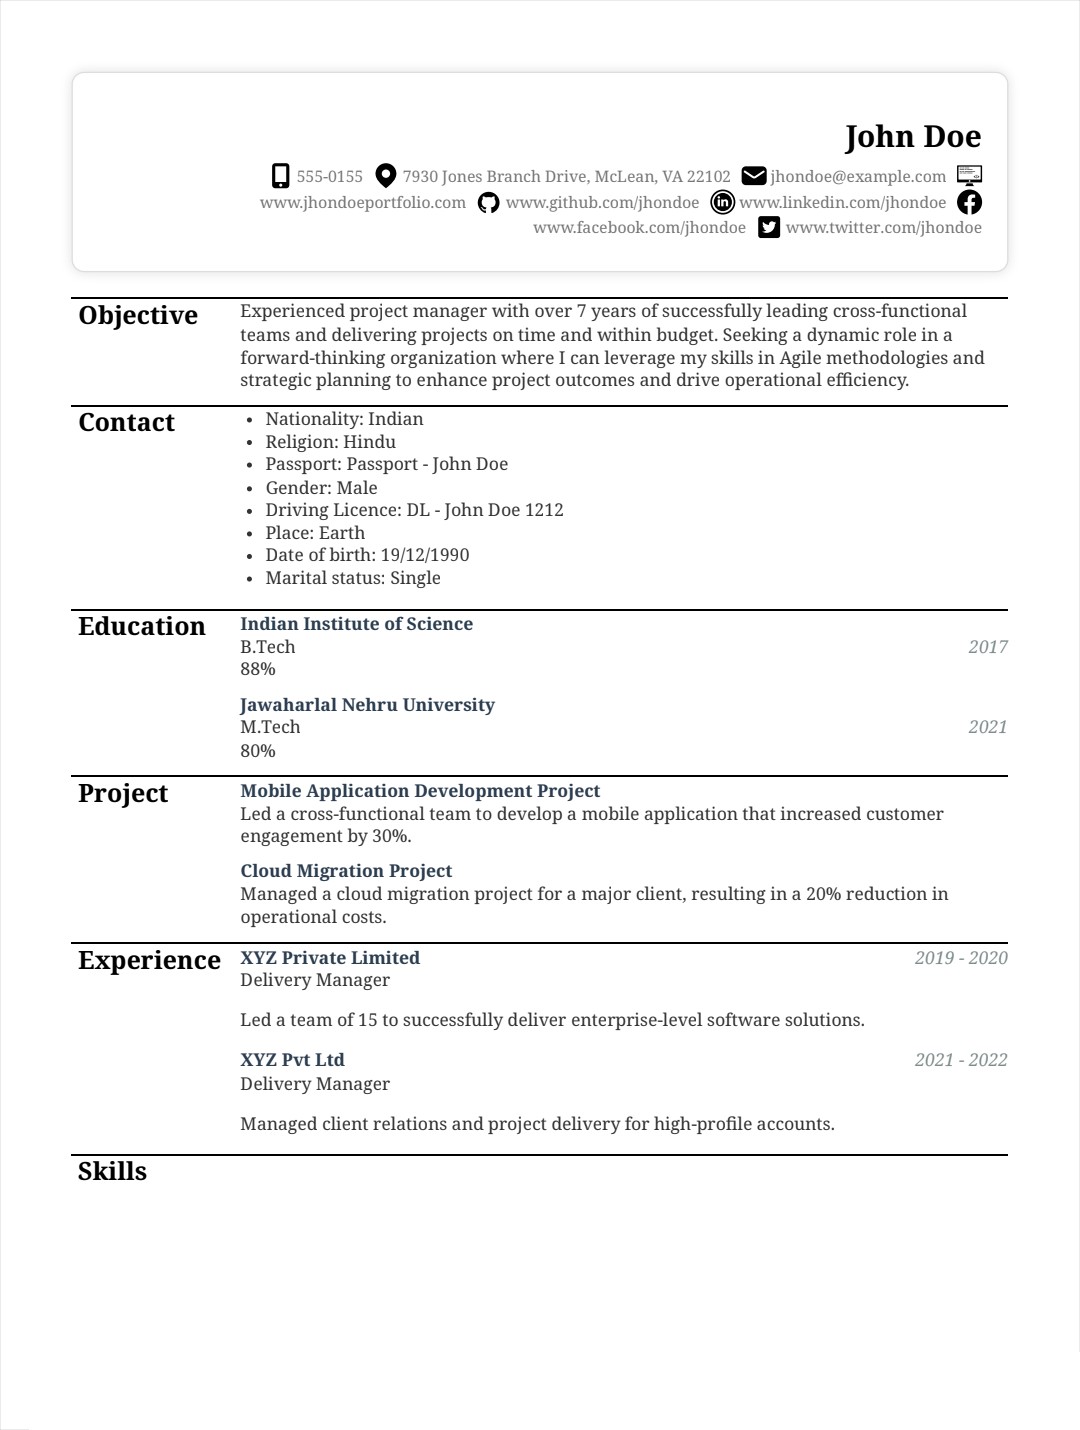 John Doe
555-0155 7930 Jones Branch Drive, McLean, VA 22102 jhondoe@example.com
www.jhondoeportfolio.com www.github.com/jhondoe www.linkedin.com/jhondoe
www.facebook.com/jhondoe www.twitter.com/jhondoe
Objective
Experienced project manager with over 7 years of successfully leading cross-functional
teams and delivering projects on time and within budget. Seeking a dynamic role in a
forward-thinking organization where I can leverage my skills in Agile methodologies and
strategic planning to enhance project outcomes and drive operational efficiency.
Contact
• Nationality: Indian
• Religion: Hindu
• Passport: Passport - John Doe
• Gender: Male
• Driving Licence: DL - John Doe 1212
• Place: Earth
• Date of birth: 19/12/1990
• Marital status: Single
Education
Indian Institute of Science
B.Tech 2017
88%
Jawaharlal Nehru University
M.Tech 2021
80%
Project
Mobile Application Development Project
Led a cross-functional team to develop a mobile application that increased customer
engagement by 30%.
Cloud Migration Project
Managed a cloud migration project for a major client, resulting in a 20% reduction in
operational costs.
Experience
XYZ Private Limited 2019 - 2020
Delivery Manager
Led a team of 15 to successfully deliver enterprise-level software solutions.
XYZ Pvt Ltd 2021 - 2022
Delivery Manager
Managed client relations and project delivery for high-profile accounts.
Skills